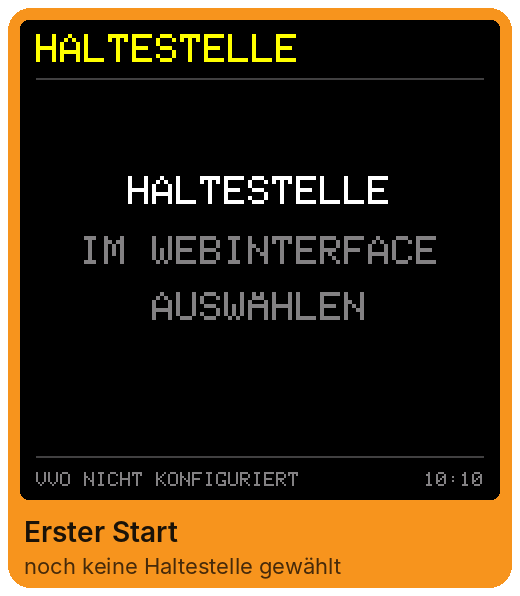 HALTESTELLE
HALTESTELLE
IM WEBINTERFACE
AUSWÄHLEN
VVO NICHT KONFIGURIERT 10:10
Erster Start
noch keine Haltestelle gewählt